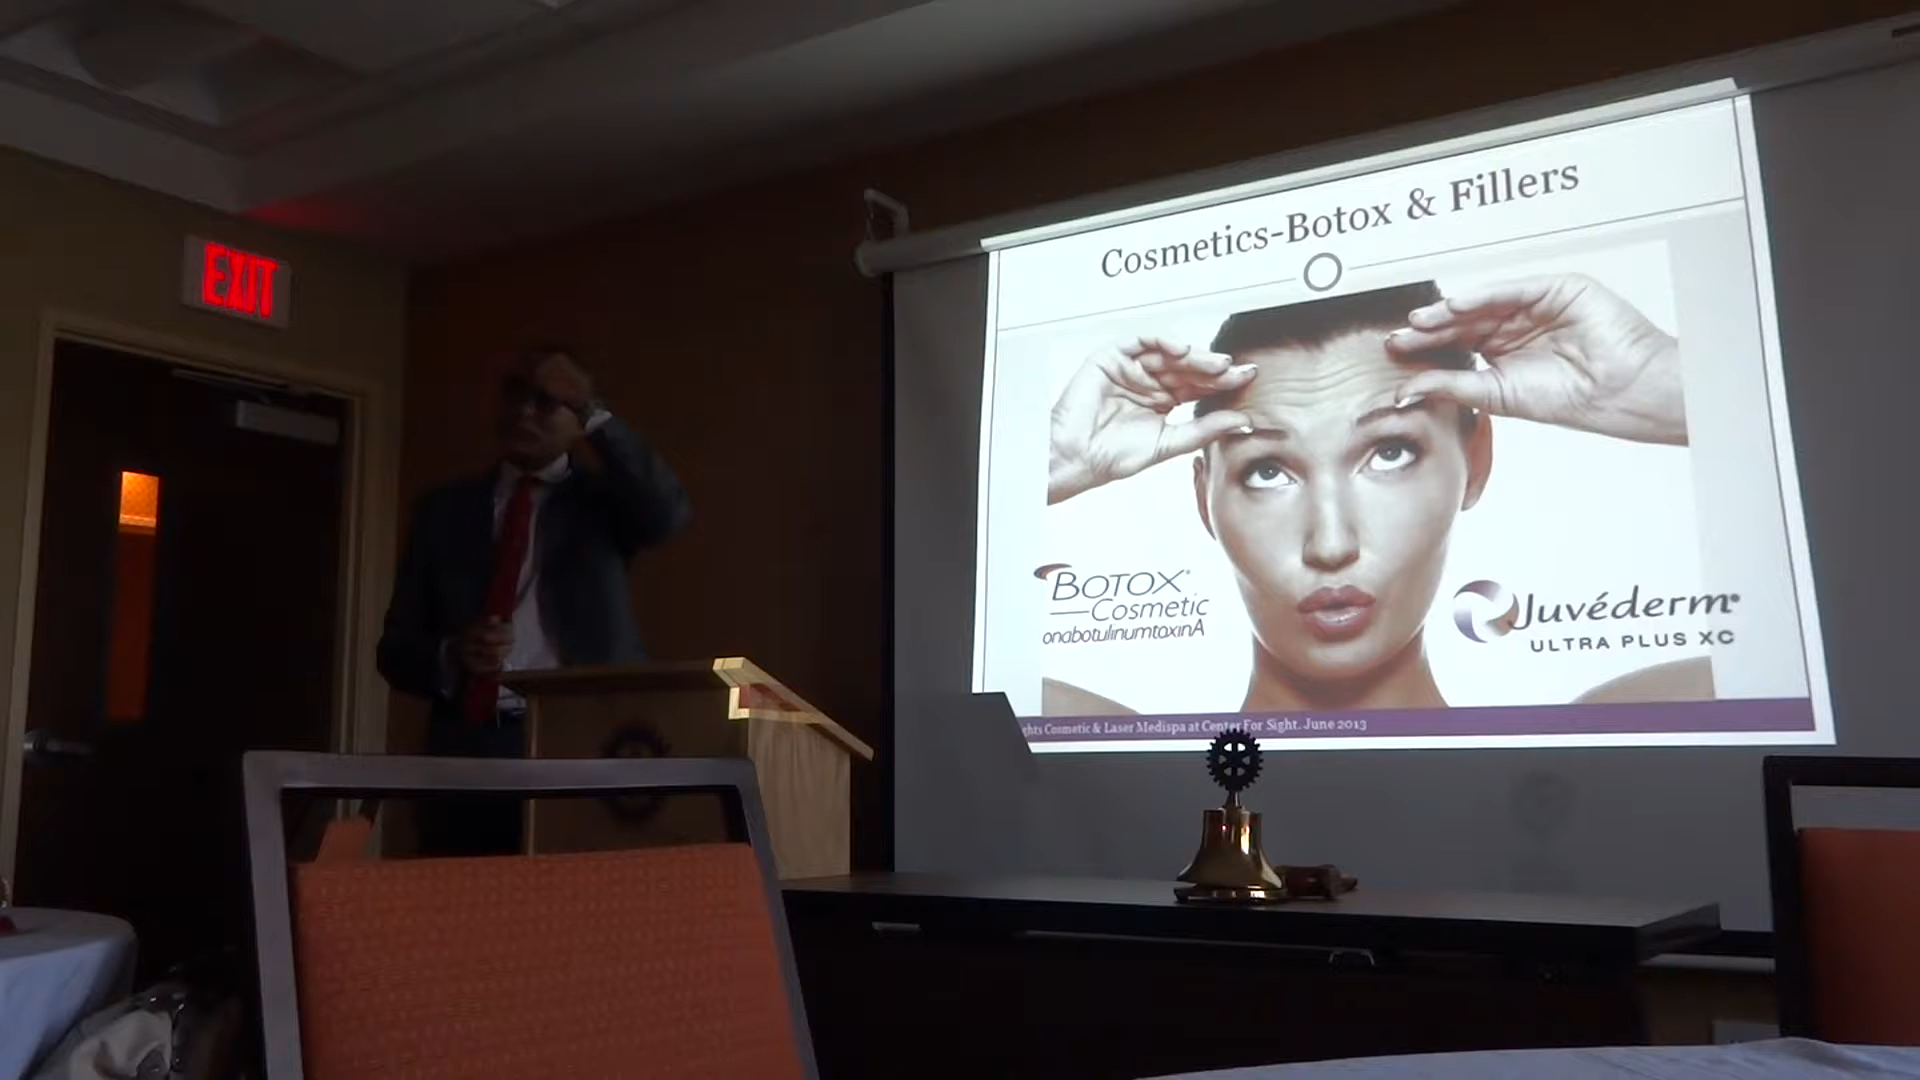 EXIT
Cosmetics-Botox & Fillers
BOTOX®
Cosmetic
onabotulinumtoxinA
Juvéderm®
ULTRA PLUS XC
Cosmetic & Laser Medispa at Center For Sight. June 2013